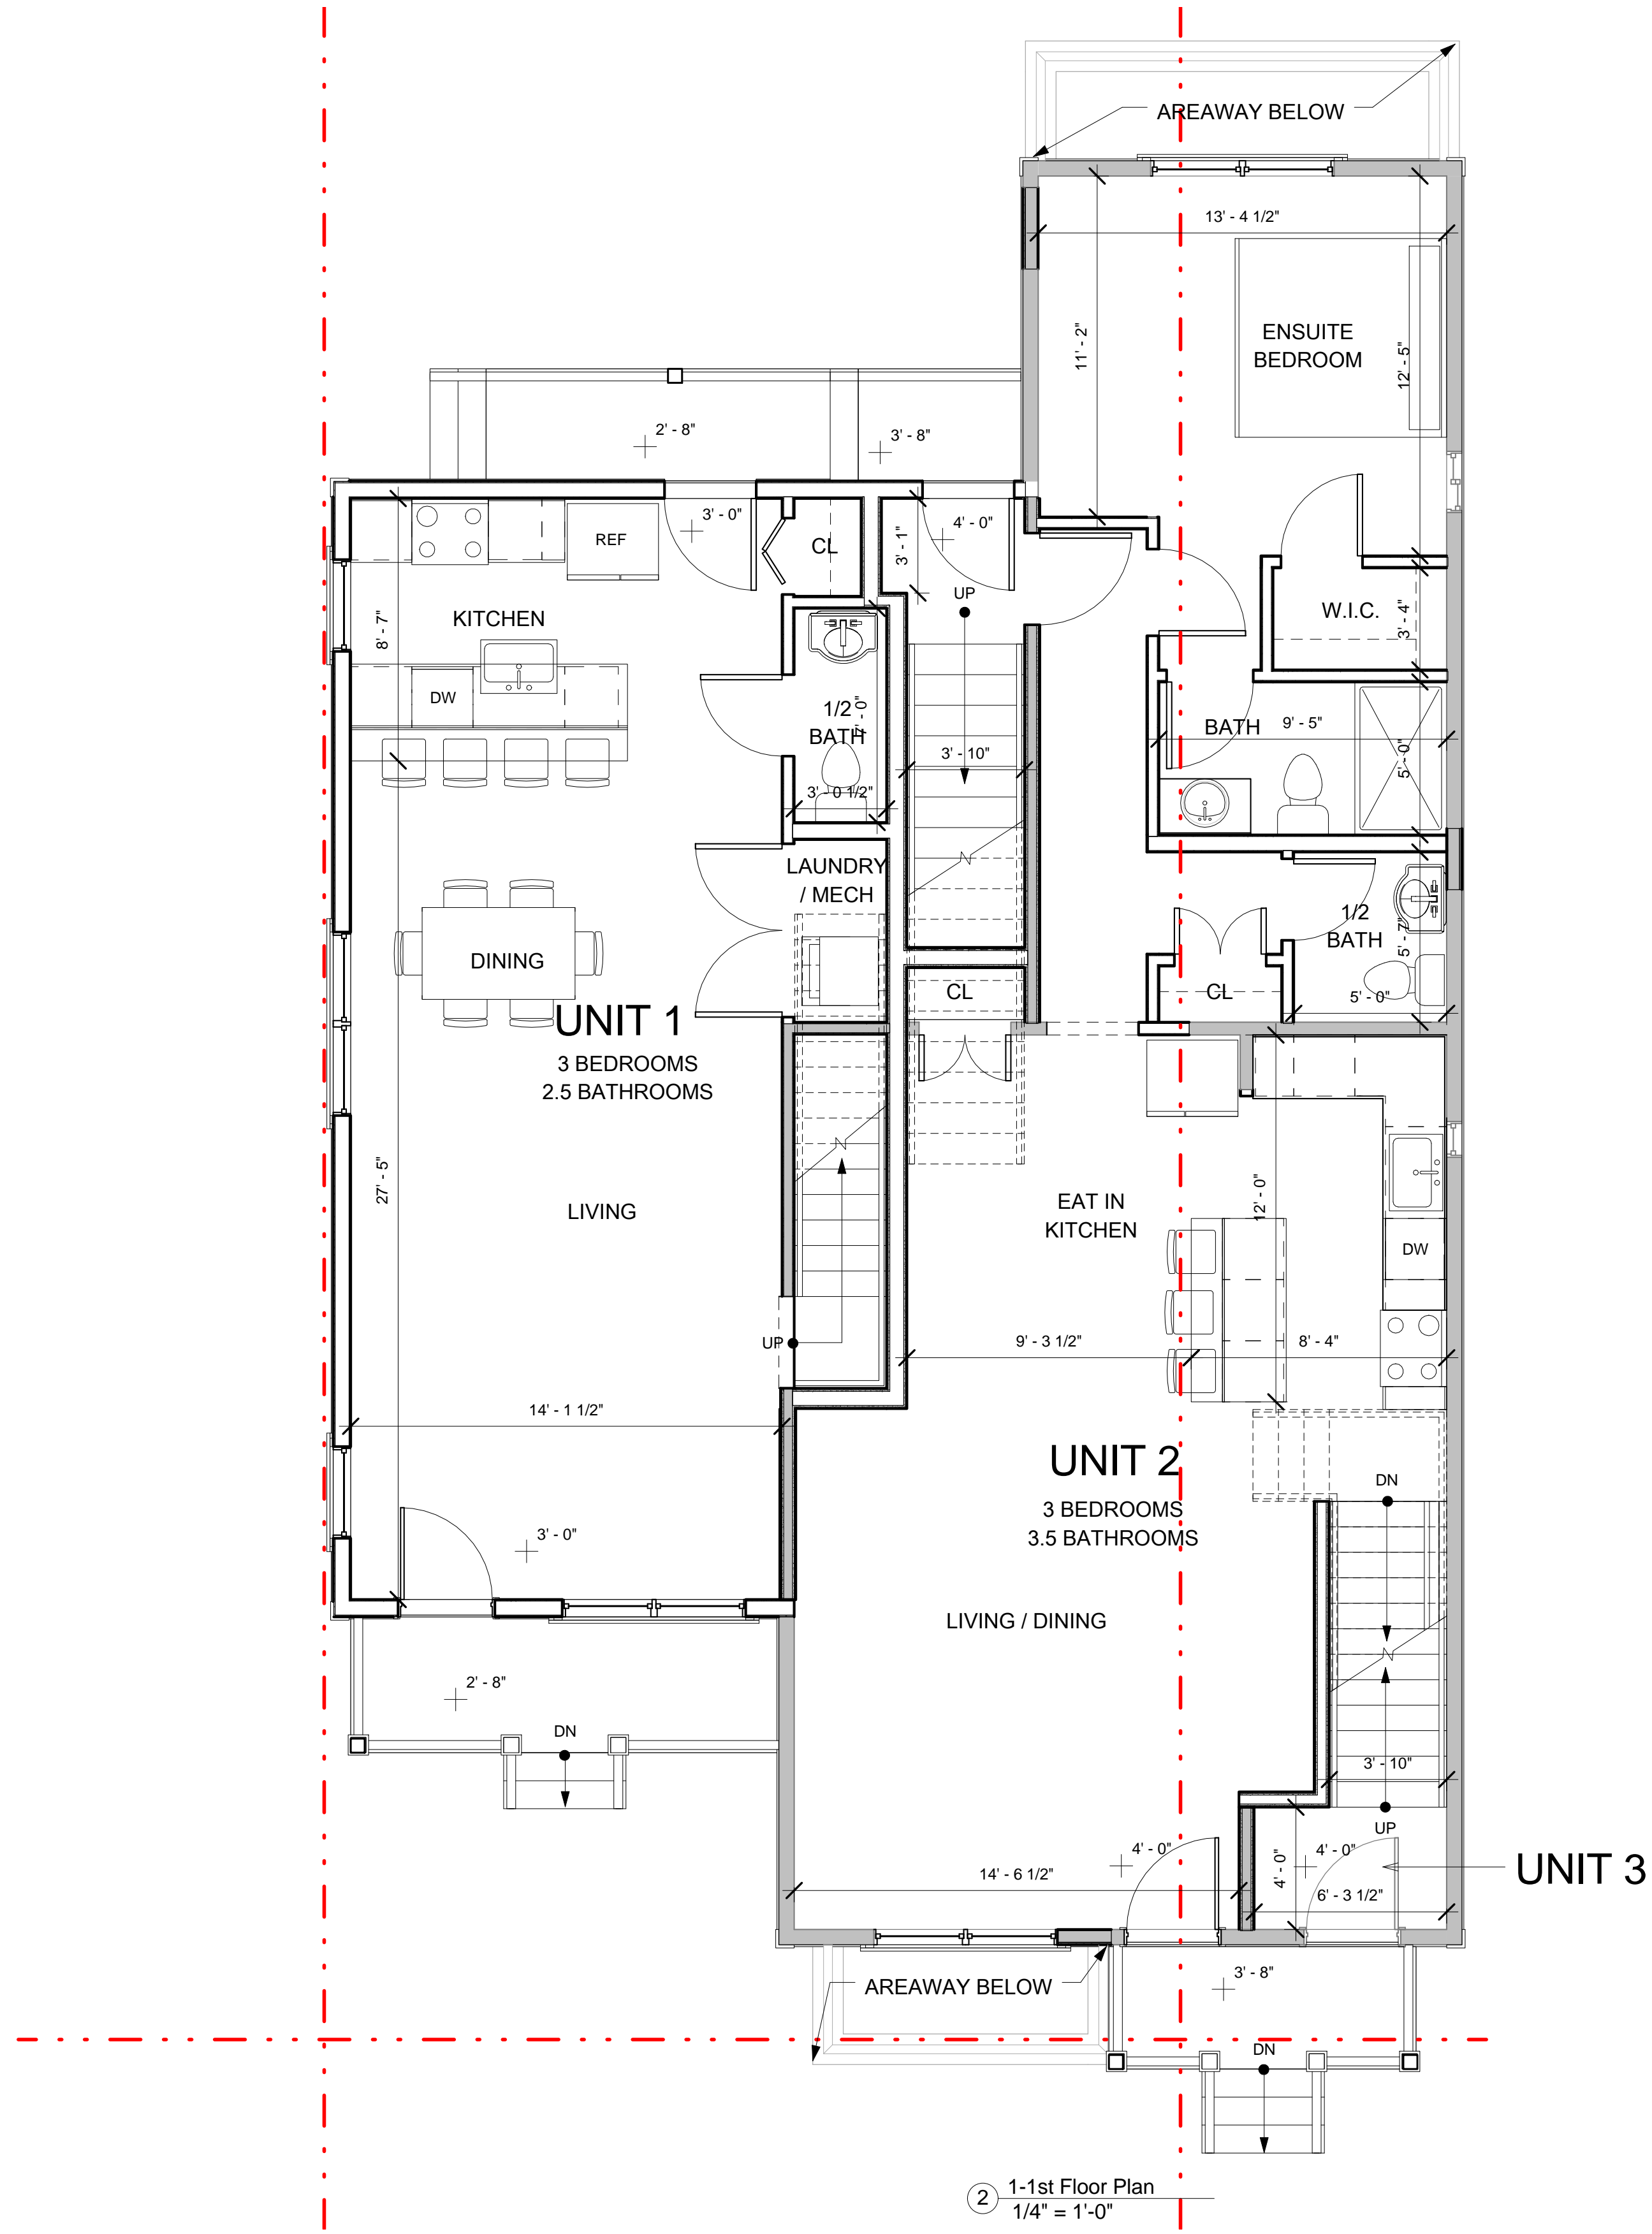 AREAWAY BELOW
13' - 4 1/2"
11' - 2"
ENSUITE
BEDROOM
12' - 5"
2' - 8"
3' - 8"
3' - 0"
CL
REF
3' - 1"
4' - 0"
UP
KITCHEN
8' - 7"
W.I.C.
3' - 4"
DW
1/2
BATH
7' - 0"
3' - 0 1/2"
3' - 10"
BATH
9' - 5"
5' - 0"
LAUNDRY
/ MECH
DINING
1/2
BATH
5' - 7"
5' - 0"
CL
CL
UNIT 1
3 BEDROOMS
2.5 BATHROOMS
27' - 5"
LIVING
EAT IN
KITCHEN
12' - 0"
DW
UP
9' - 3 1/2"
8' - 4"
14' - 1 1/2"
UNIT 2
3 BEDROOMS
3.5 BATHROOMS
DN
3' - 0"
LIVING / DINING
2' - 8"
DN
3' - 10"
UP
4' - 0"
4' - 0"
4' - 0"
UNIT 3
14' - 6 1/2"
6' - 3 1/2"
AREAWAY BELOW
3' - 8"
DN
2
1-1st Floor Plan
1/4" = 1'-0"